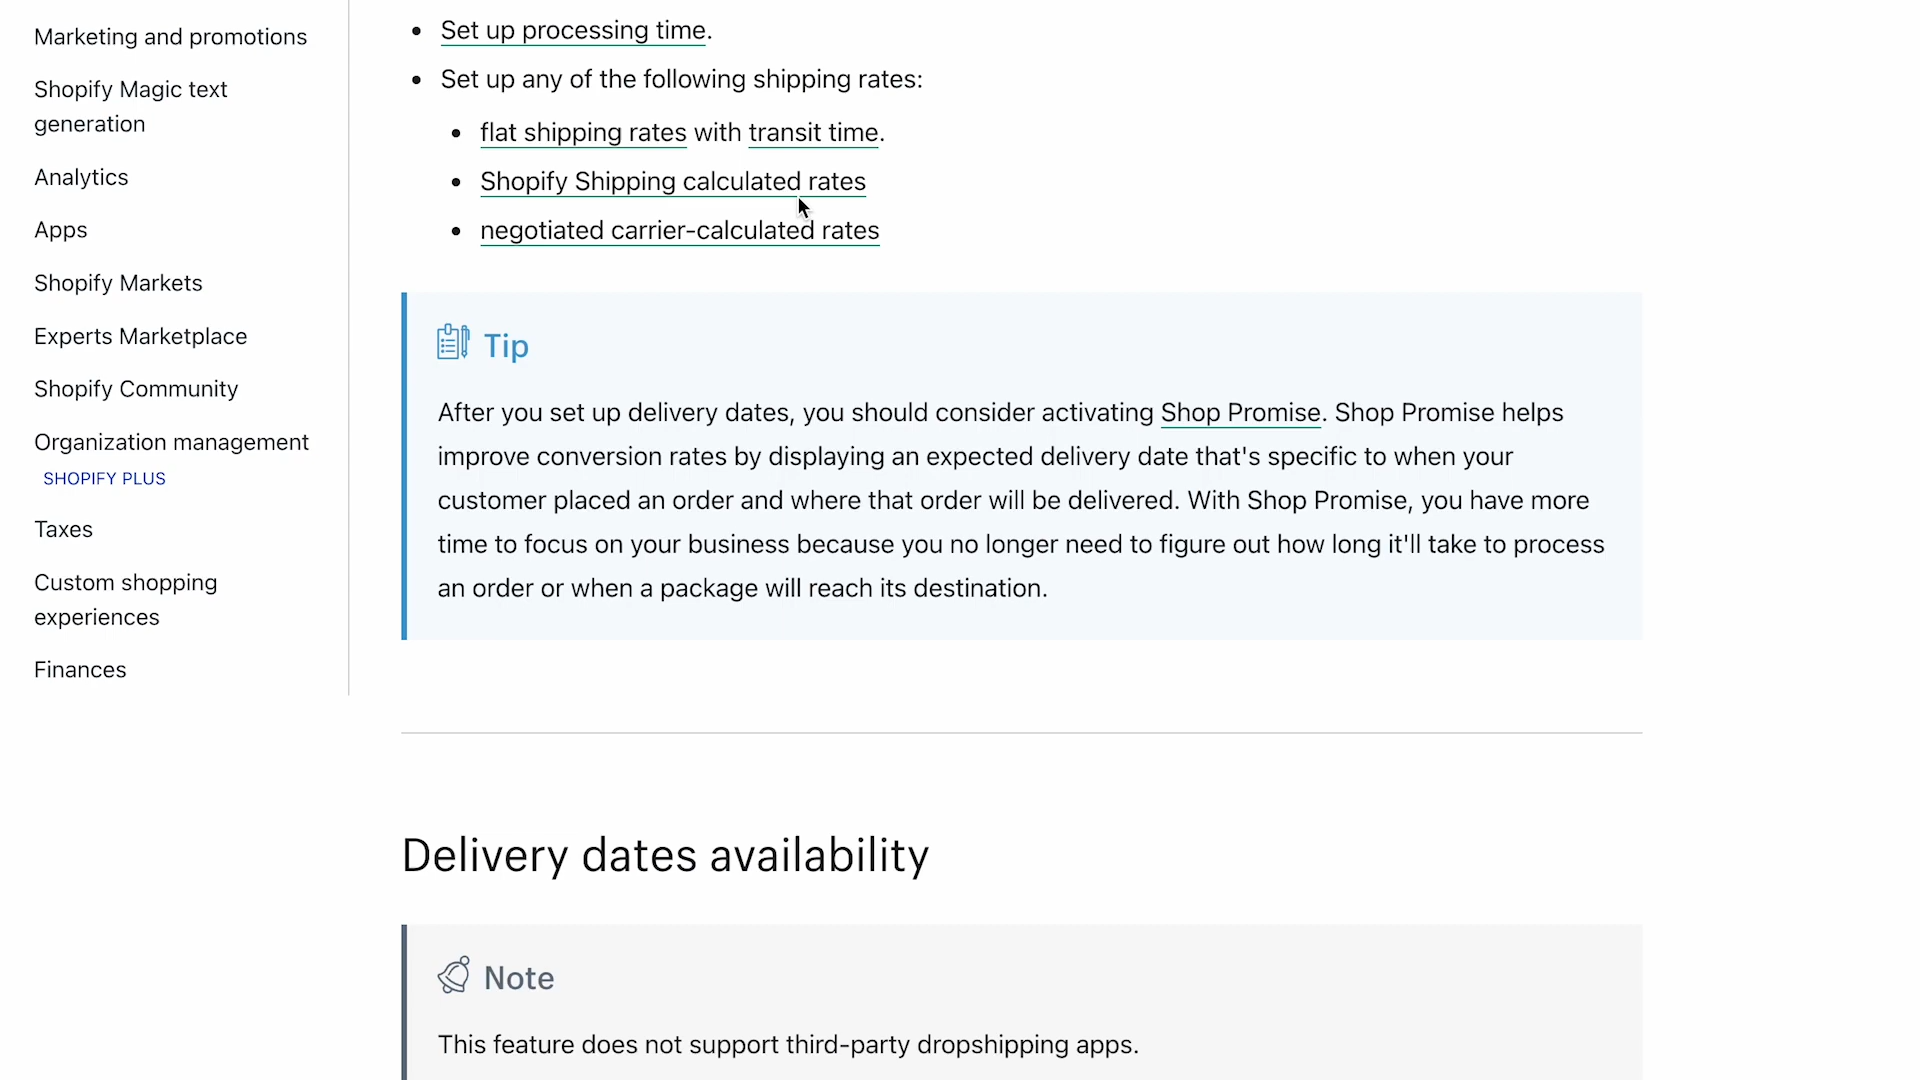 Marketing and promotions
Shopify Magic text
generation
Analytics
Apps
Shopify Markets
Experts Marketplace
Shopify Community
Organization management
SHOPIFY PLUS
Taxes
Custom shopping
experiences
Finances
Set up processing time.
Set up any of the following shipping rates:
flat shipping rates with transit time.
Shopify Shipping calculated rates
negotiated carrier-calculated rates
Tip
After you set up delivery dates, you should consider activating Shop Promise. Shop Promise helps
improve conversion rates by displaying an expected delivery date that's specific to when your
customer placed an order and where that order will be delivered. With Shop Promise, you have more
time to focus on your business because you no longer need to figure out how long it'll take to process
an order or when a package will reach its destination.
Delivery dates availability
Note
This feature does not support third-party dropshipping apps.